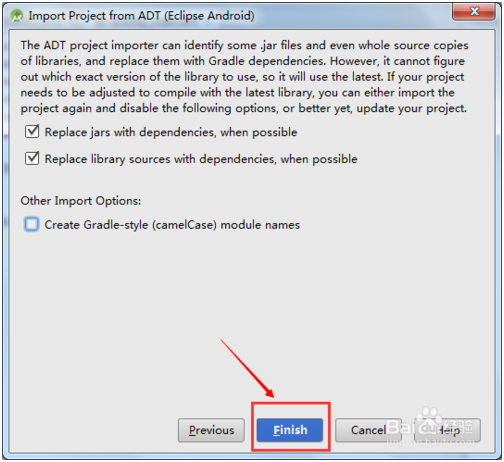 Import Project from ADT (Eclipse Android)
The ADT project importer can identify some .jar files and even whole source copies
of libraries, and replace them with Gradle dependencies. However, it cannot figure
out which exact version of the library to use, so it will use the latest. If your project
needs to be adjusted to compile with the latest library, you can either import the
project again and disable the following options, or better yet, update your project.
Replace jars with dependencies, when possible
Replace library sources with dependencies, when possible
Other Import Options:
Create Gradle-style (camelCase) module names
Previous
Finish
Cancel
Help
Bai 经验